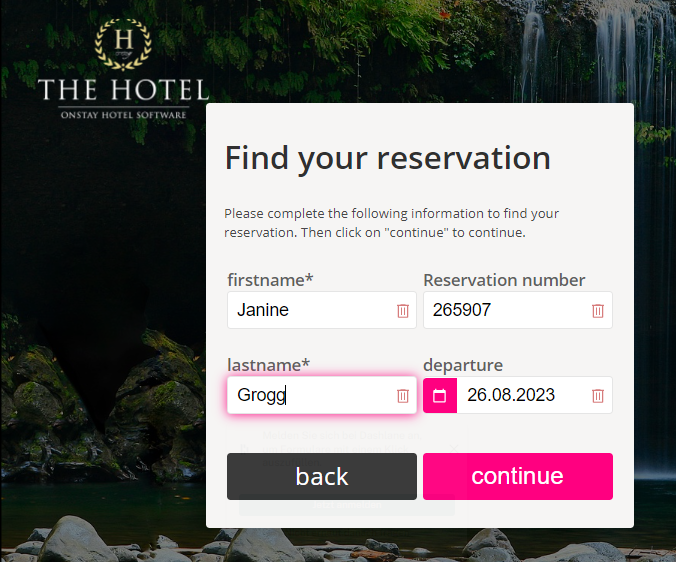 H
THE HOTEL
ONSTAY HOTEL SOFTWARE
Find your reservation
Please complete the following information to find your
reservation. Then click on "continue" to continue.
firstname* Reservation number
Janine 265907
lastname* departure
Grogg 26.08.2023
back continue